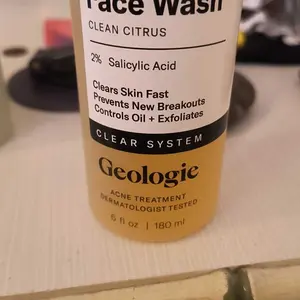 Face Wash
CLEAN CITRUS
2% Salicylic Acid
Clears Skin Fast
Prevents New Breakouts
Controls Oil + Exfoliates
CLEAR SYSTEM
Geologie
ACNE TREATMENT
DERMATOLOGIST TESTED
6 fl oz | 180 ml